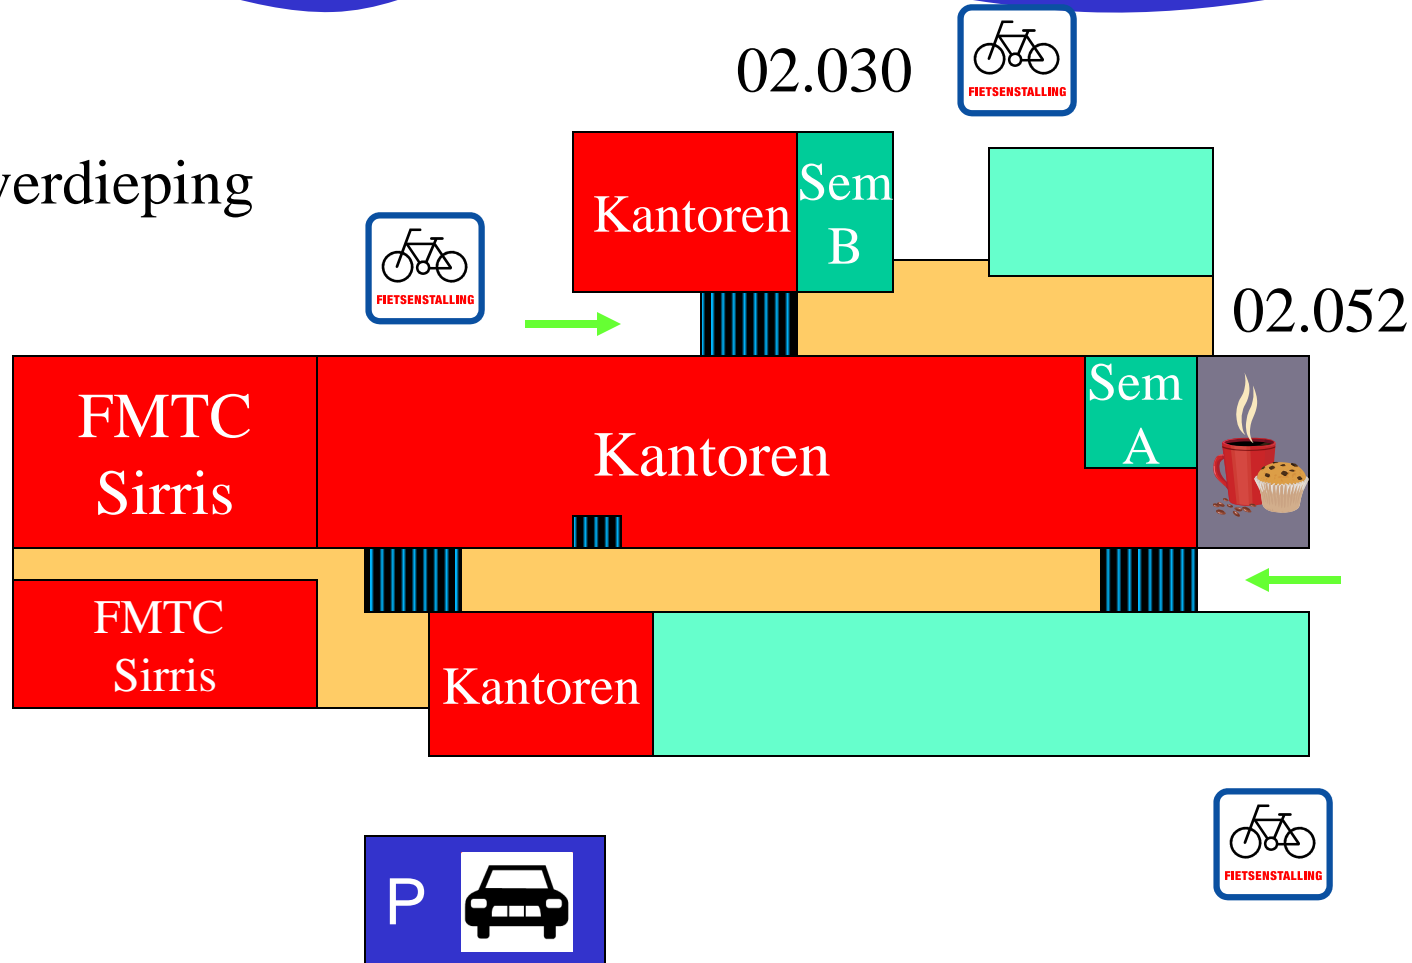 02.030
FIETSENSTALLING
verdieping
Kantoren
Sem
B
FIETSENSTALLING
02.052
FMTC
Sirris
Kantoren
Sem
A
FMTC
Sirris
Kantoren
FIETSENSTALLING
P